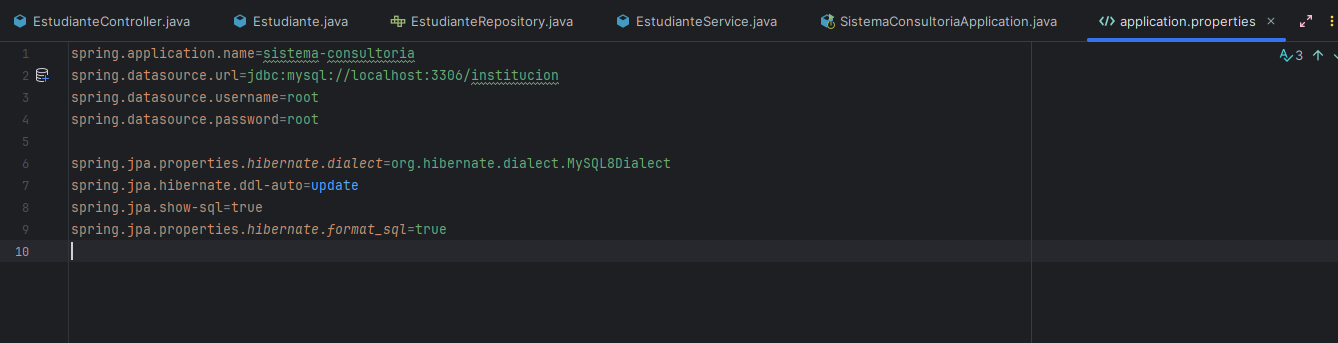 EstudianteController.java Estudiante.java EstudianteRepository.java EstudianteService.java SistemaConsultoriaApplication.java application.properties
1 spring.application.name=sistema-consultoria 3
2 spring.datasource.url=jdbc:mysql://localhost:3306/institucion
3 spring.datasource.username=root
4 spring.datasource.password=root
5
6 spring.jpa.properties.hibernate.dialect=org.hibernate.dialect.MySQL8Dialect
7 spring.jpa.hibernate.ddl-auto=update
8 spring.jpa.show-sql=true
9 spring.jpa.properties.hibernate.format_sql=true
10